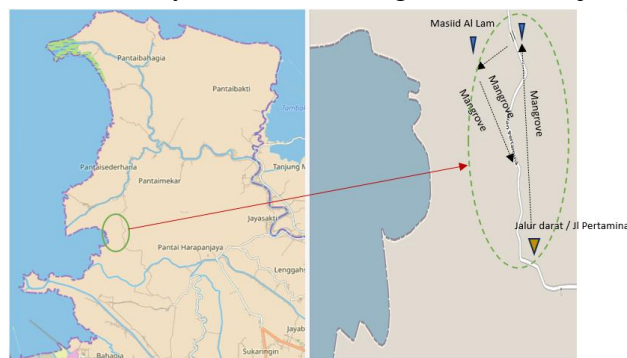 Pantaibahagia
Pantaibakti
Tanjung M
Pantaisederhana
Pantaimekar
Jayasakti
Pantai Harapanjaya
Lenggahs
Jayab
Sukaringin
Bahagia
Masjid Al Lam
Mangrove
Mangrove
Mangrove
Jalur darat / Jl Pertamina